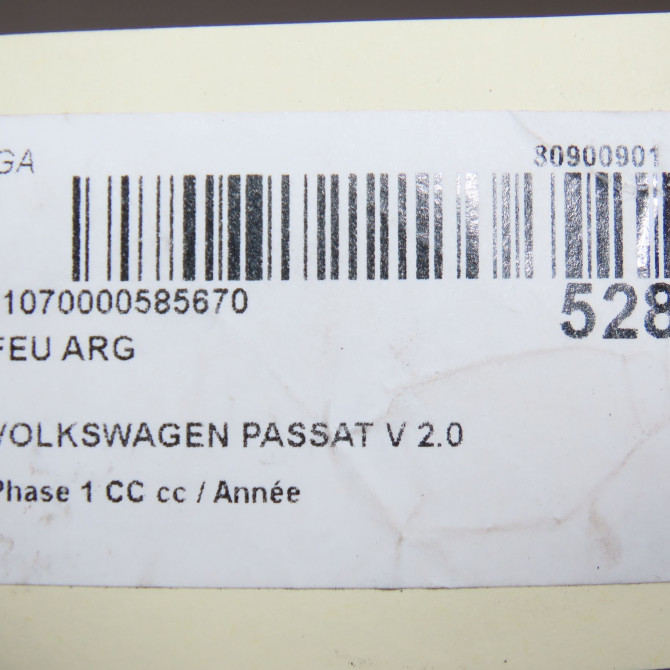 GA 80900901
1070000585670 528
FEU ARG
VOLKSWAGEN PASSAT V 2.0
Phase 1 CC cc / Année